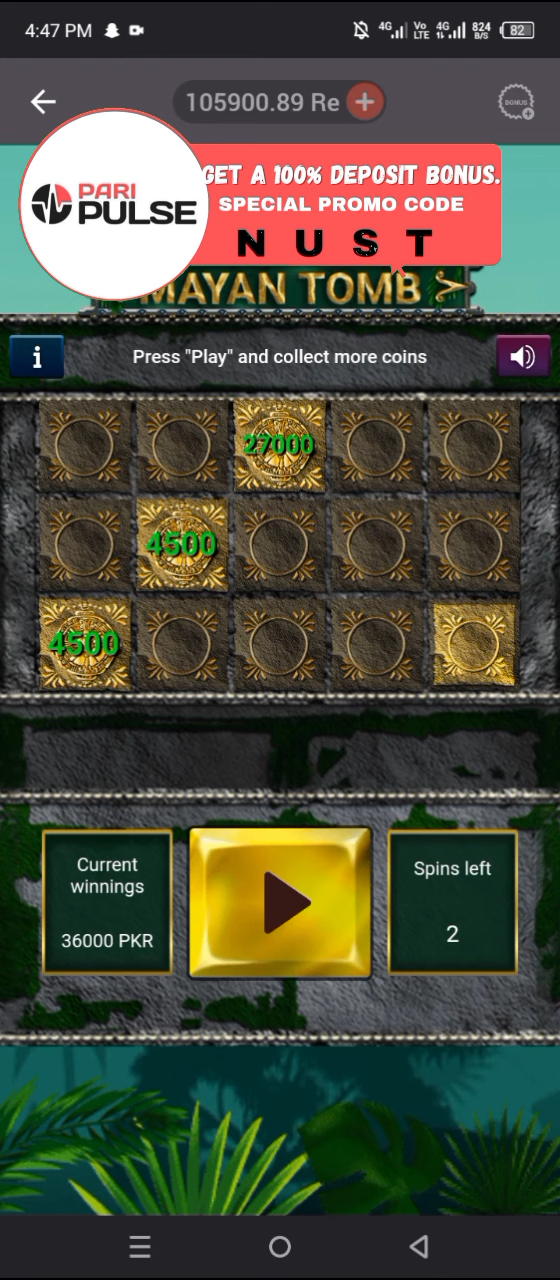 4:47 PM
4G Vo LTE 4G 824 B/S 82
105900.89 Re +
BONUS
PARI PULSE
GET A 100% DEPOSIT BONUS.
SPECIAL PROMO CODE
NUST
MAYAN TOMB
i
Press "Play" and collect more coins
27000
4500
4500
Current
winnings
Spins left
36000 PKR
2